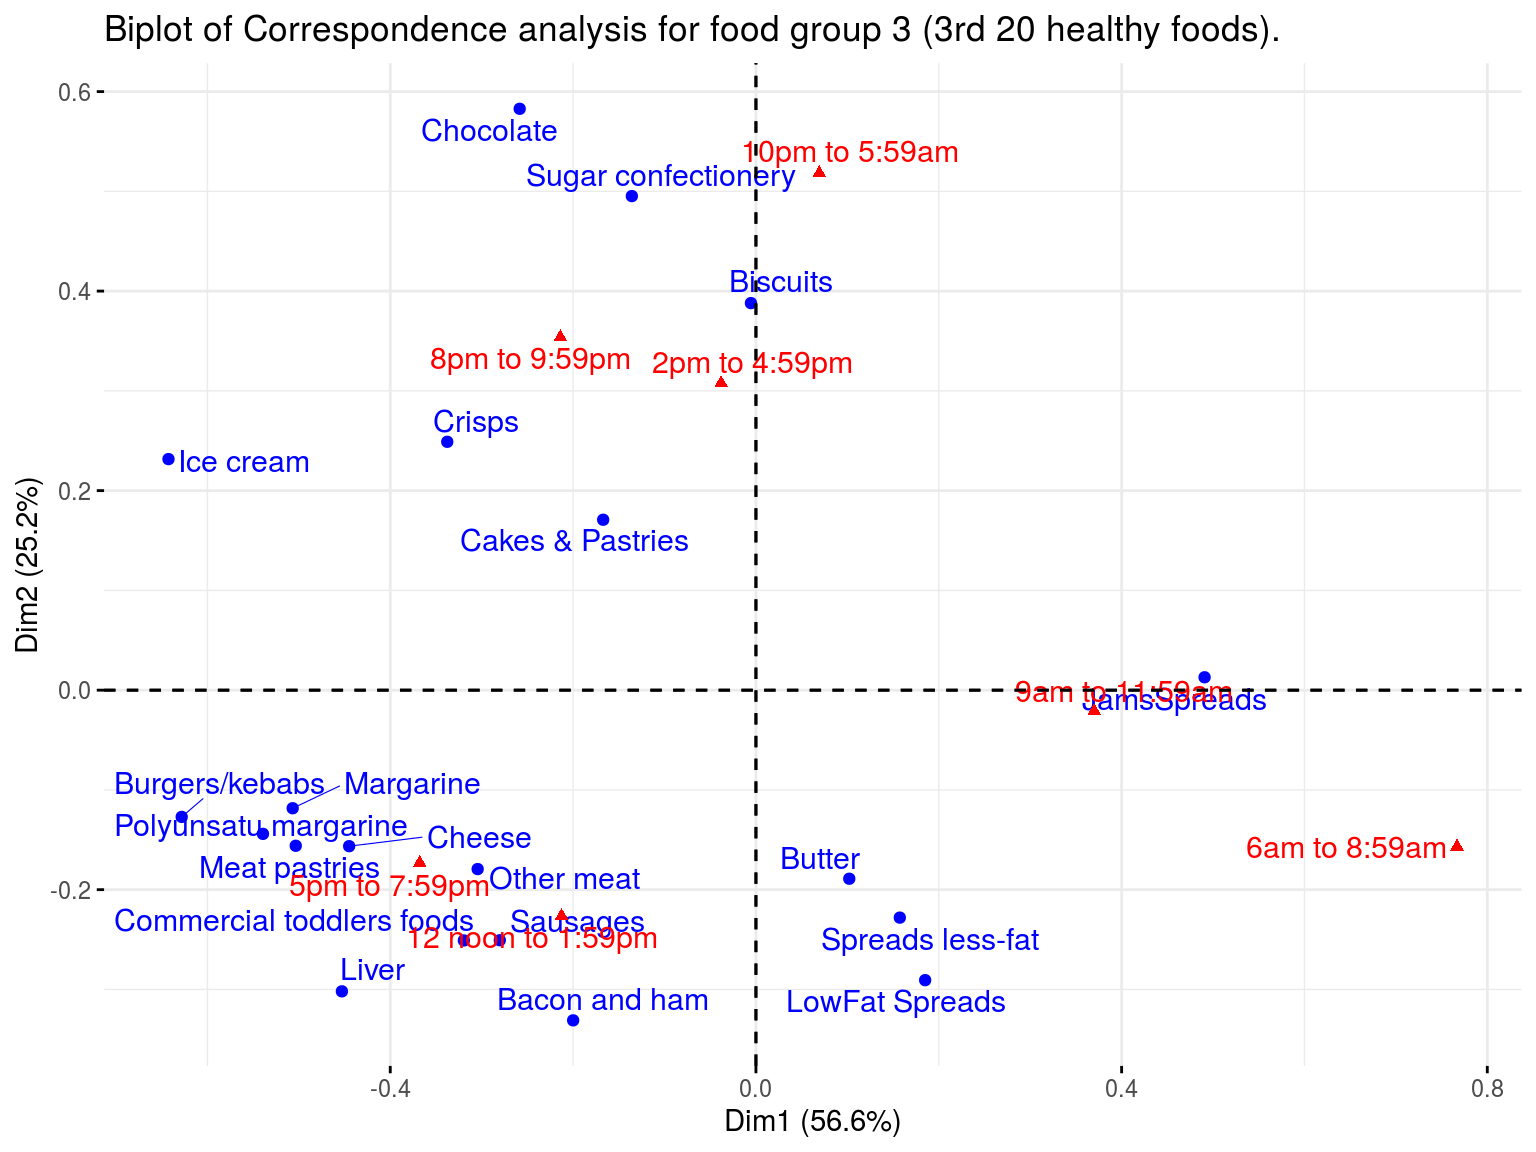 Biplot of Correspondence analysis for food group 3 (3rd 20 healthy foods).
0.6
Chocolate
10pm to 5:59am
Sugar confectionery
Biscuits
0.4
8pm to 9:59pm
2pm to 4:59pm
Crisps
Ice cream
0.2
Cakes & Pastries
Dim2 (25.2%)
0.0
9am to 11:59am
JamsSpreads
Burgers/kebabs
Margarine
Polyunsatu margarine
Cheese
6am to 8:59am
Butter
Meat pastries
Other meat
5pm to 7:59pm
-0.2
Commercial toddlers foods
Sausages
12 noon to 1:59pm
Spreads less-fat
Liver
Bacon and ham
LowFat Spreads
-0.4
0.0
0.4
0.8
Dim1 (56.6%)